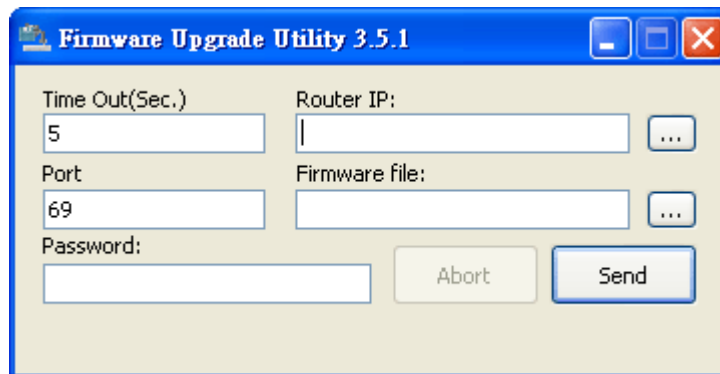 Firmware Upgrade Utility 3.5.1
Time Out(Sec.) Router IP:
5 ...
Port Firmware file:
69 ...
Password:
Abort Send